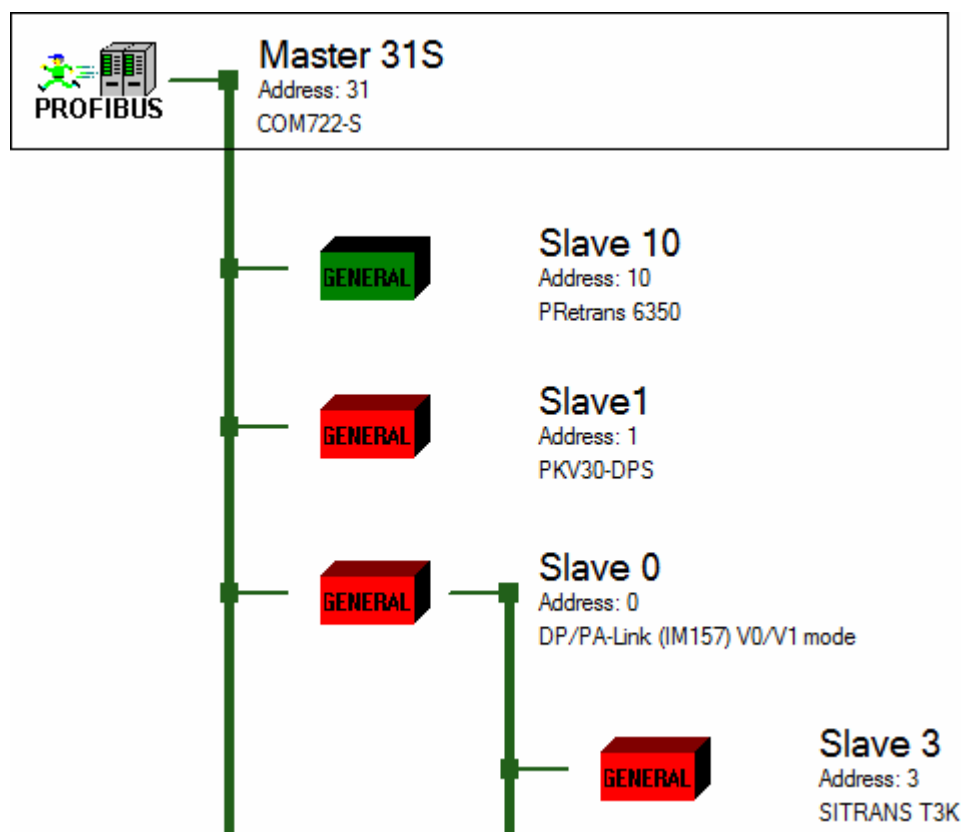 PROFIBUS
Master 31S
Address: 31
COM722-S
GENERAL
Slave 10
Address: 10
PRetrans 6350
GENERAL
Slave1
Address: 1
PKV30-DPS
GENERAL
Slave 0
Address: 0
DP/PA-Link (IM157) V0/V1 mode
GENERAL
Slave 3
Address: 3
SITRANS T3K